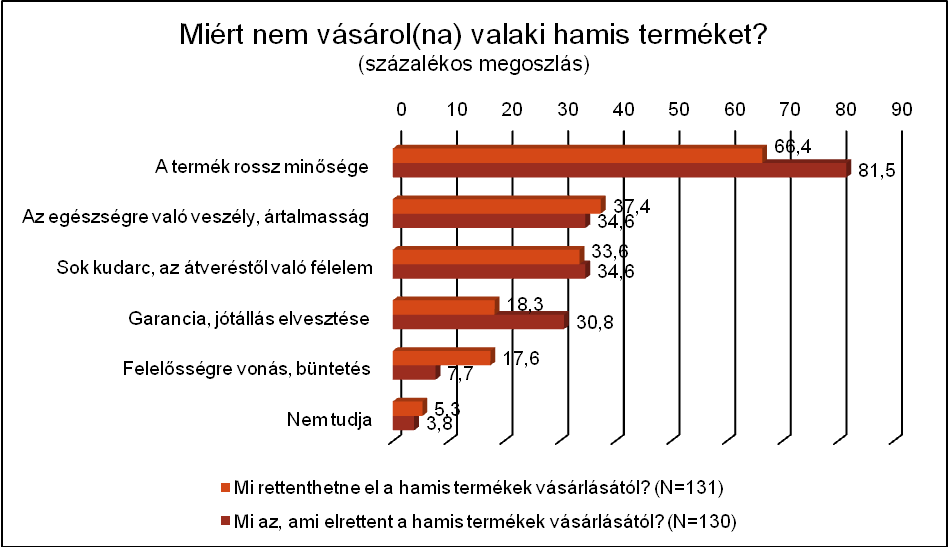 Miért nem vásárol(na) valaki hamis terméket?
(százalékos megoszlás)
0 10 20 30 40 50 60 70 80 90
A termék rossz minősége 66,4 81,5
Az egészségre való veszély, ártalmasság 37,4 34,6
Sok kudarc, az átveréstől való félelem 33,6 34,6
Garancia, jótállás elvesztése 18,3 30,8
Felelősségre vonás, büntetés 17,6 7,7
Nem tudja 5,3 3,8
Mi rettenthetne el a hamis termékek vásárlásától? (N=131)
Mi az, ami elrettent a hamis termékek vásárlásától? (N=130)